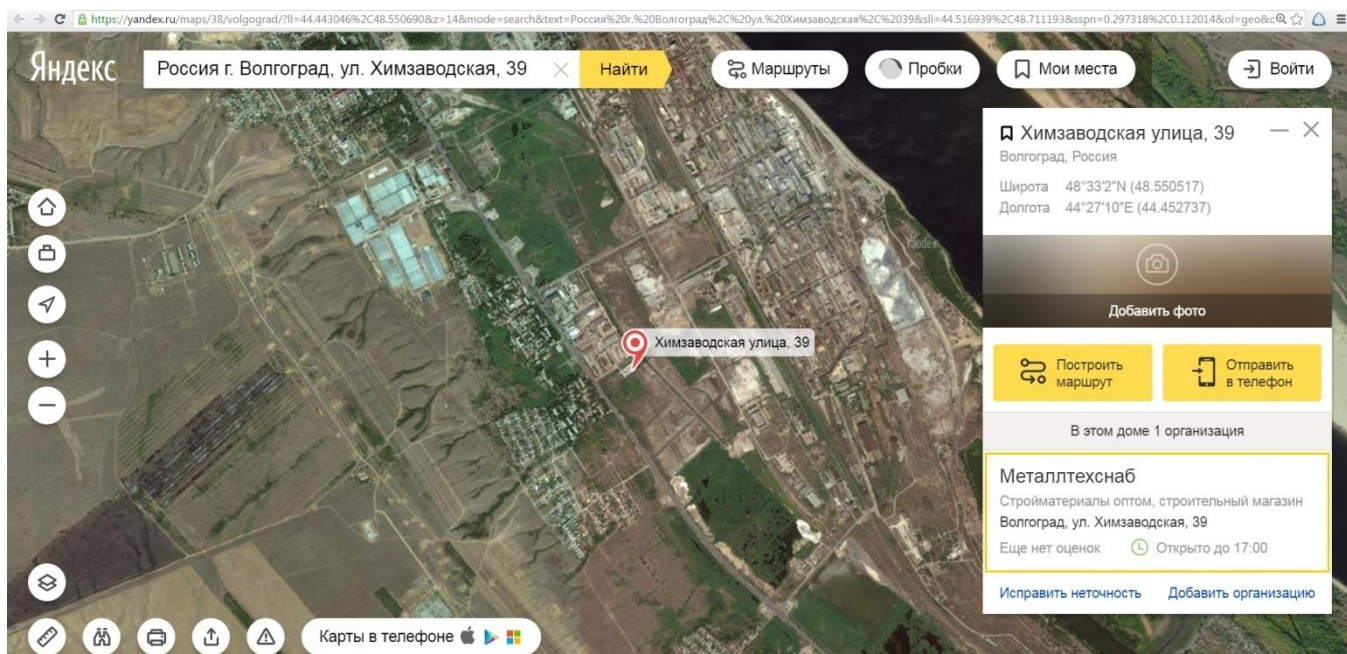 https://yandex.ru/maps/38/volgograd/?ll=44.443046%2C48.550690&z=14&mode=search&text=Россия%20г.%20Волгоград%2C%20ул.%20Химзаводская%2C%2039&sll=44.516939%2C48.711193&sspn=0.297318%2C0.112014&ol=geo&c
Яндекс
Россия г. Волгоград, ул. Химзаводская, 39
Найти
Маршруты
Пробки
Мои места
Войти
Химзаводская улица, 39
Волгоград, Россия
Широта 48°33'2"N (48.550517)
Долгота 44°27'10"E (44.452737)
Yandex
Добавить фото
Химзаводская улица, 39
Построить маршрут
Отправить в телефон
В этом доме 1 организация
Металлтехснаб
Стройматериалы оптом, строительный магазин
Волгоград, ул. Химзаводская, 39
Еще нет оценок Открыто до 17:00
Исправить неточность Добавить организацию
Карты в телефоне